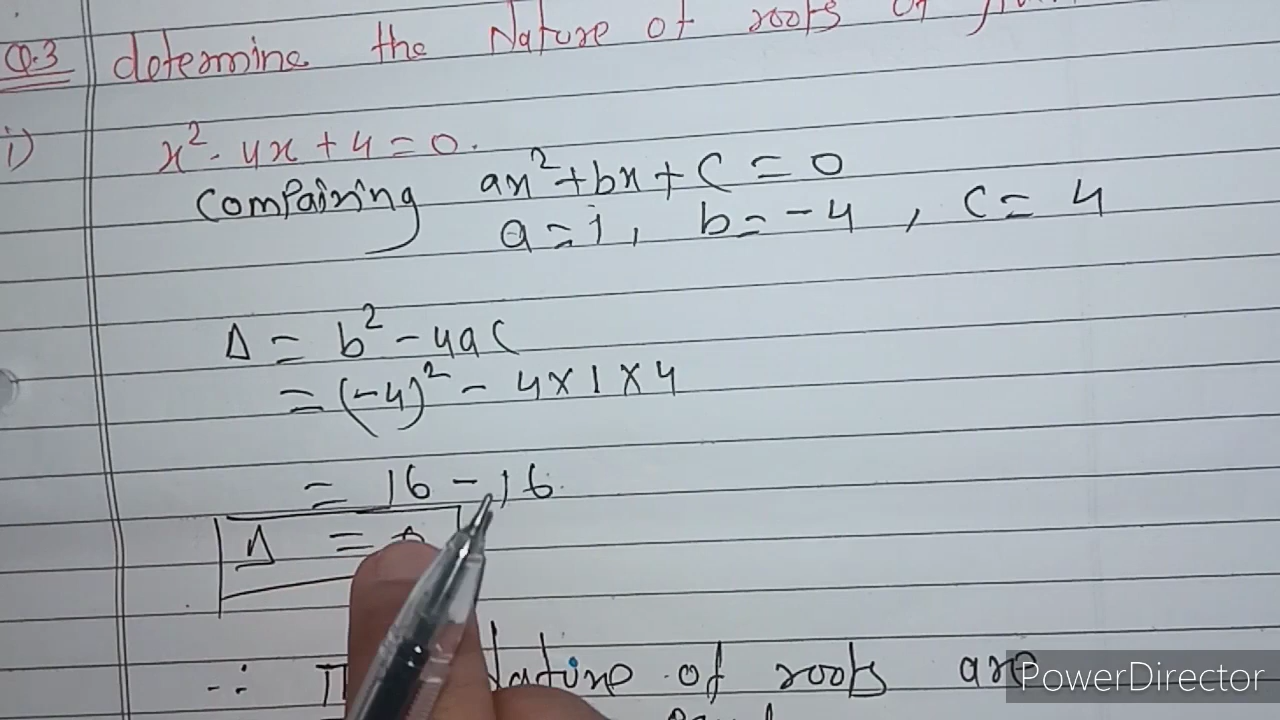 Q.3 determine the Nature of roots of
i) x² - 4x + 4 = 0.
Compairing ax² + bx + c = 0
a = 1, b = -4, c = 4
Δ = b² - 4ac
= (-4)² - 4 × 1 × 4
= 16 - 16
Δ =
∴ Nature of roots are
PowerDirector